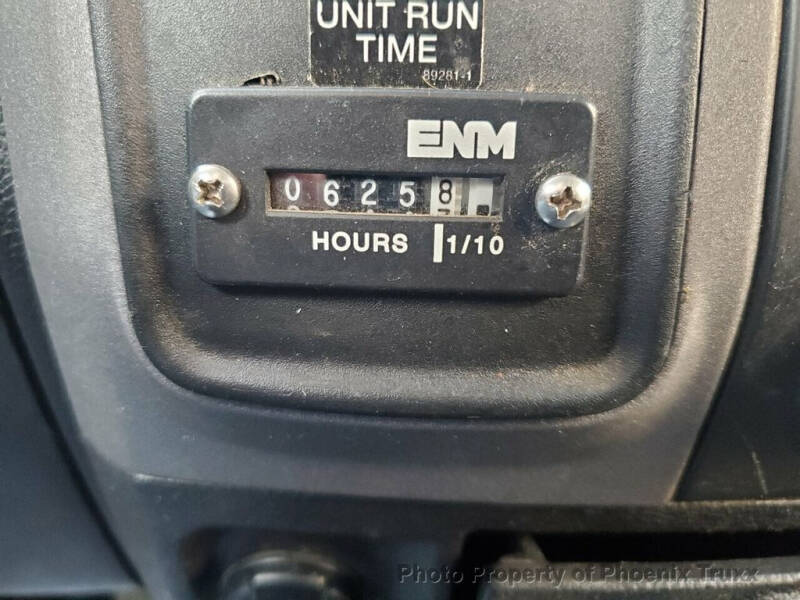 UNIT RUN
TIME
89281-1
ENM
0 6 2 5 8
HOURS 1/10
Photo Property of Phoenix Truxx